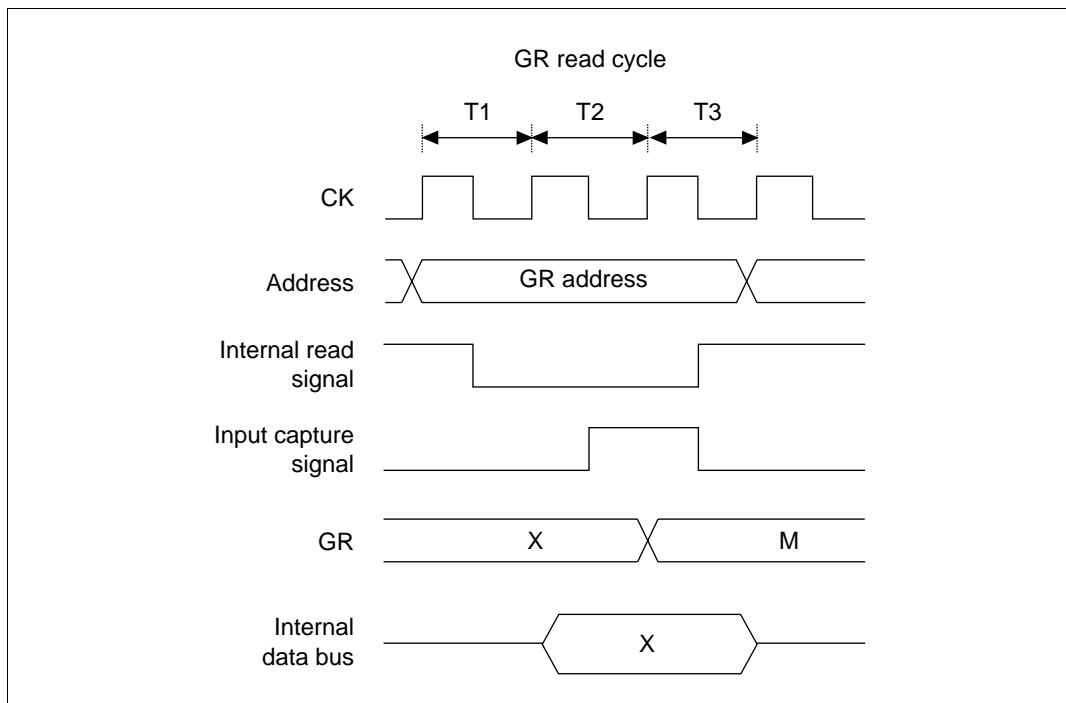 GR read cycle
T1 T2 T3
CK
Address
GR address
Internal read
signal
Input capture
signal
GR
X
M
Internal
data bus
X